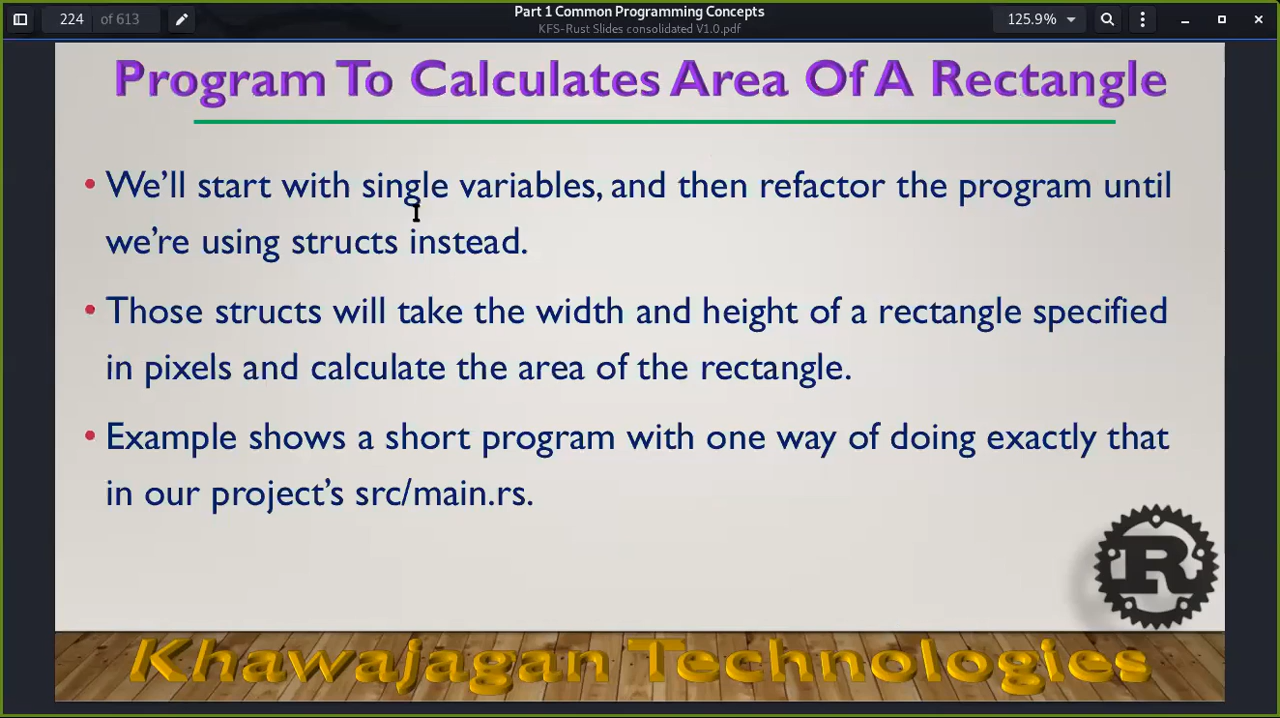 224 of 613
Part 1 Common Programming Concepts
KFS-Rust Slides consolidated V1.0.pdf
125.9%
Program To Calculates Area Of A Rectangle
• We'll start with single variables, and then refactor the program until
we're using structs instead.
• Those structs will take the width and height of a rectangle specified
in pixels and calculate the area of the rectangle.
• Example shows a short program with one way of doing exactly that
in our project's src/main.rs.
R
Khawajagan Technologies